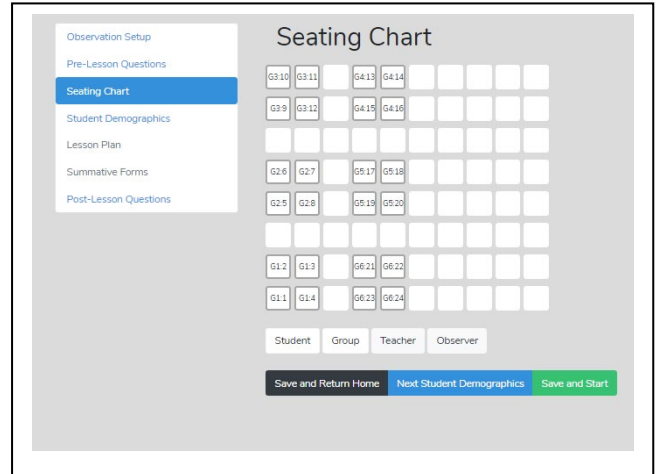 Observation Setup
Pre-Lesson Questions
Seating Chart
Student Demographics
Lesson Plan
Summative Forms
Post-Lesson Questions
Seating Chart
G3:10 G3:11 G4:13 G4:14
G3:9 G3:12 G4:15 G4:16
G2:6 G2:7 G5:17 G5:18
G2:5 G2:8 G5:19 G5:20
G1:2 G1:3 G6:21 G6:22
G1:1 G1:4 G6:23 G6:24
Student Group Teacher Observer
Save and Return Home Next Student Demographics Save and Start